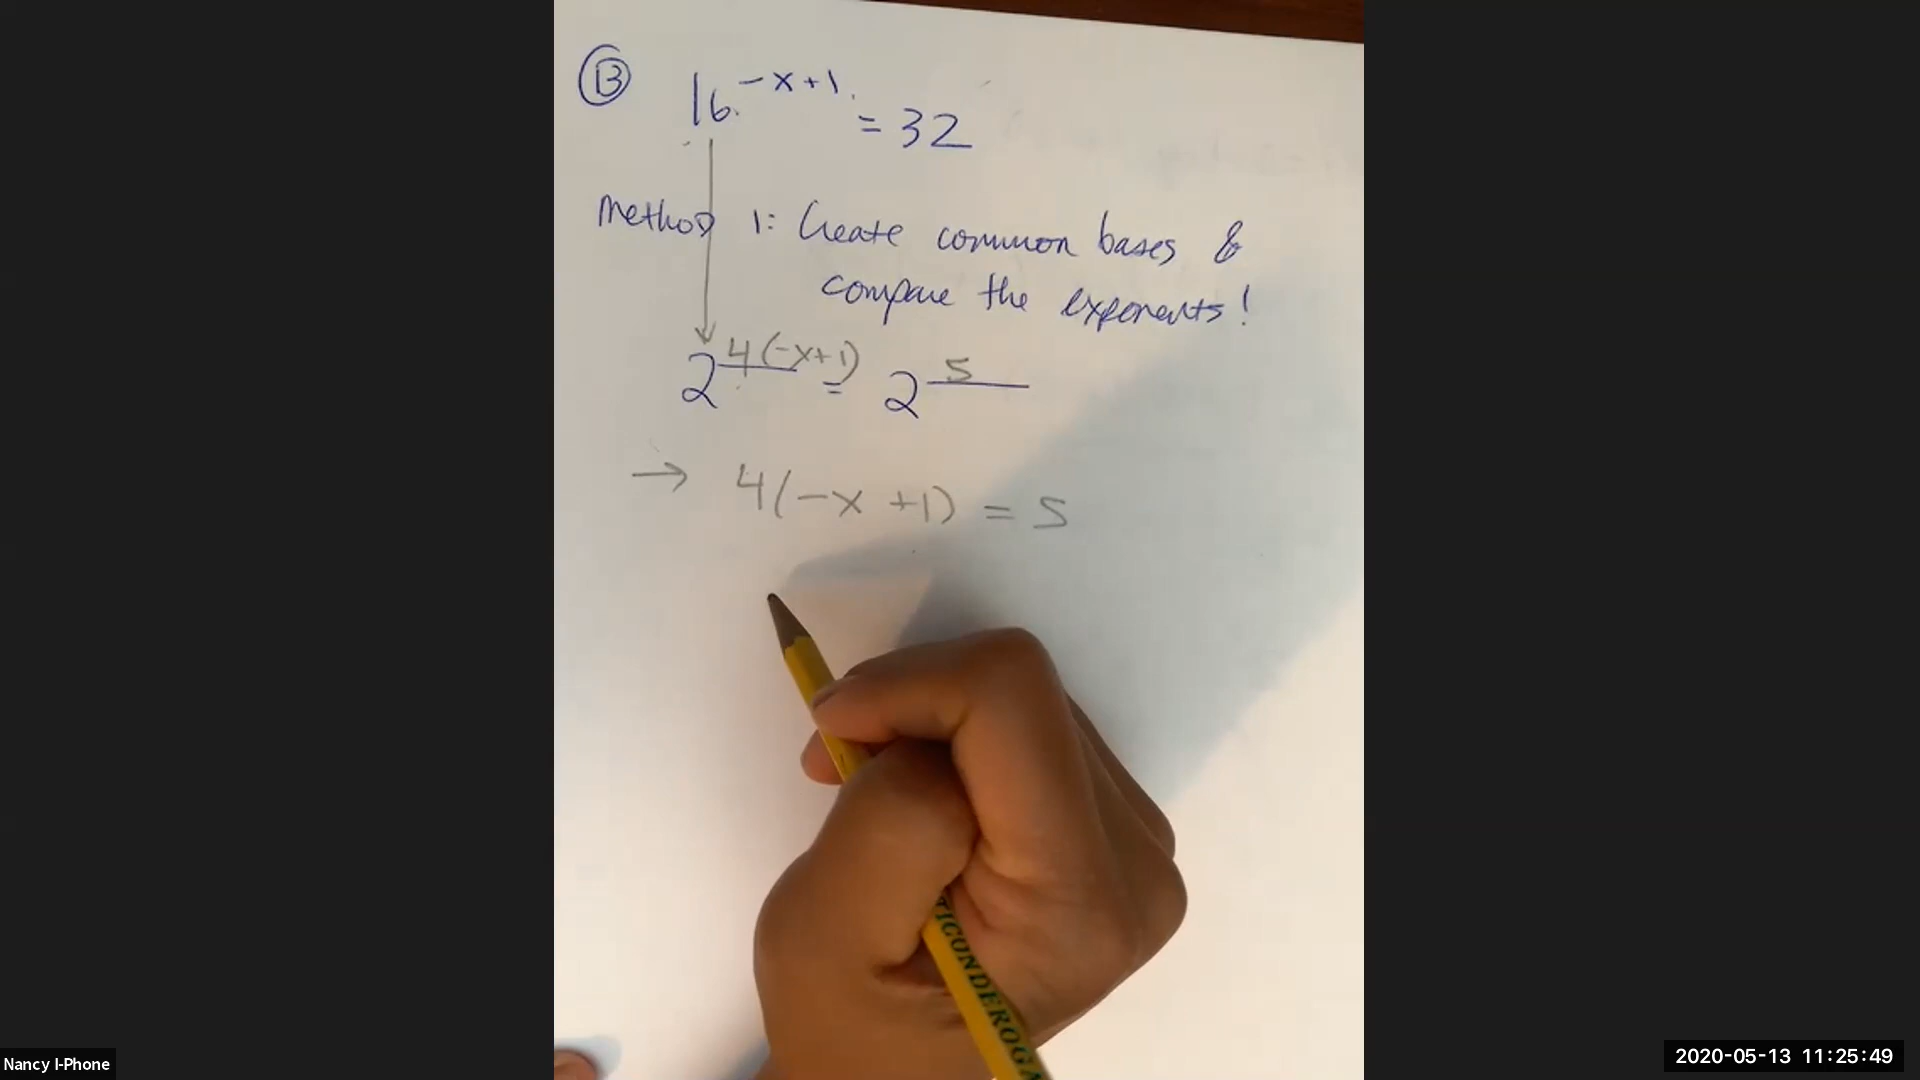 B 16^{-x+1} = 32
Method 1: Create common bases &
compare the exponents!
2^{4(-x+1)} = 2^{5}
→ 4(-x+1) = 5
TICONDEROGA
Nancy I-Phone
2020-05-13 11:25:49